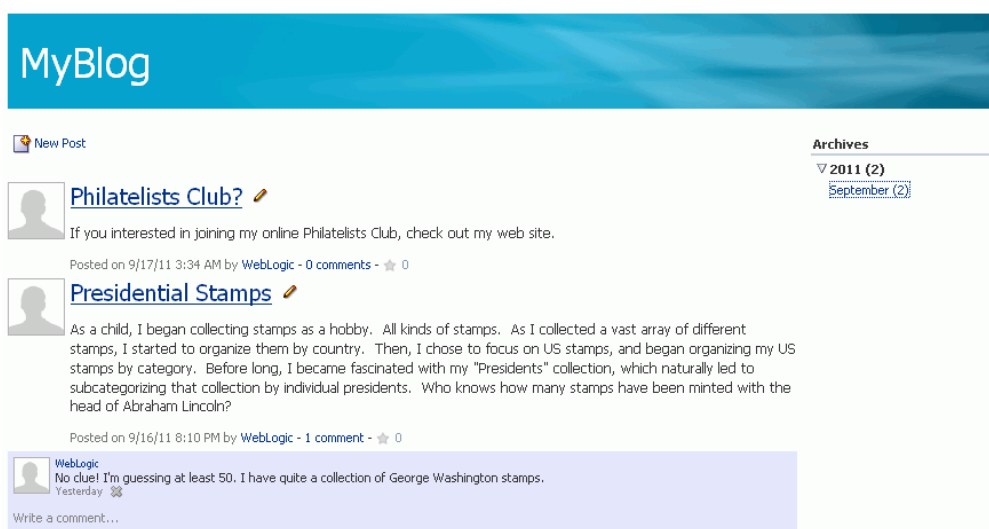 MyBlog
New Post
Philatelists Club?
If you interested in joining my online Philatelists Club, check out my web site.
Posted on 9/17/11 3:34 AM by WebLogic - 0 comments - 0
Presidential Stamps
As a child, I began collecting stamps as a hobby. All kinds of stamps. As I collected a vast array of different
stamps, I started to organize them by country. Then, I chose to focus on US stamps, and began organizing my US
stamps by category. Before long, I became fascinated with my "Presidents" collection, which naturally led to
subcategorizing that collection by individual presidents. Who knows how many stamps have been minted with the
head of Abraham Lincoln?
Posted on 9/16/11 8:10 PM by WebLogic - 1 comment - 0
WebLogic
No clue! I'm guessing at least 50. I have quite a collection of George Washington stamps.
Yesterday
Write a comment...
Archives
2011 (2)
September (2)